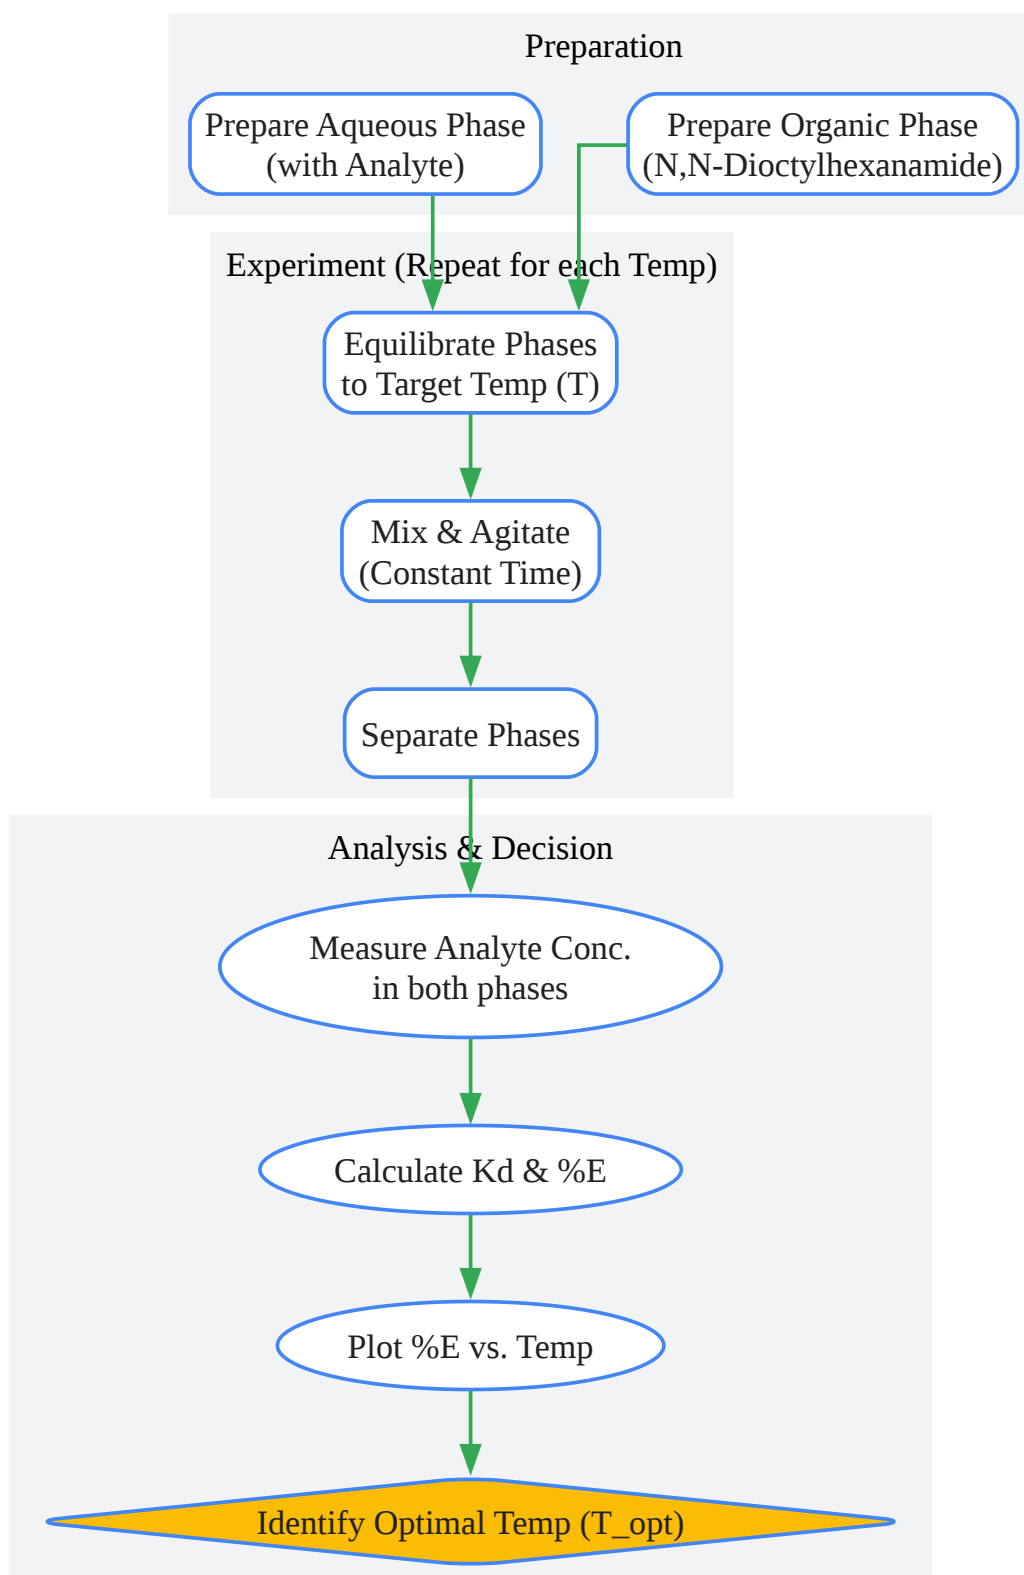 Preparation
Prepare Aqueous Phase
(with Analyte)
Prepare Organic Phase
(N,N-Dioctylhexanamide)
Experiment (Repeat for each Temp)
Equilibrate Phases
to Target Temp (T)
Mix & Agitate
(Constant Time)
Separate Phases
Analysis & Decision
Measure Analyte Conc.
in both phases
Calculate Kd & %E
Plot %E vs. Temp
Identify Optimal Temp (T_opt)